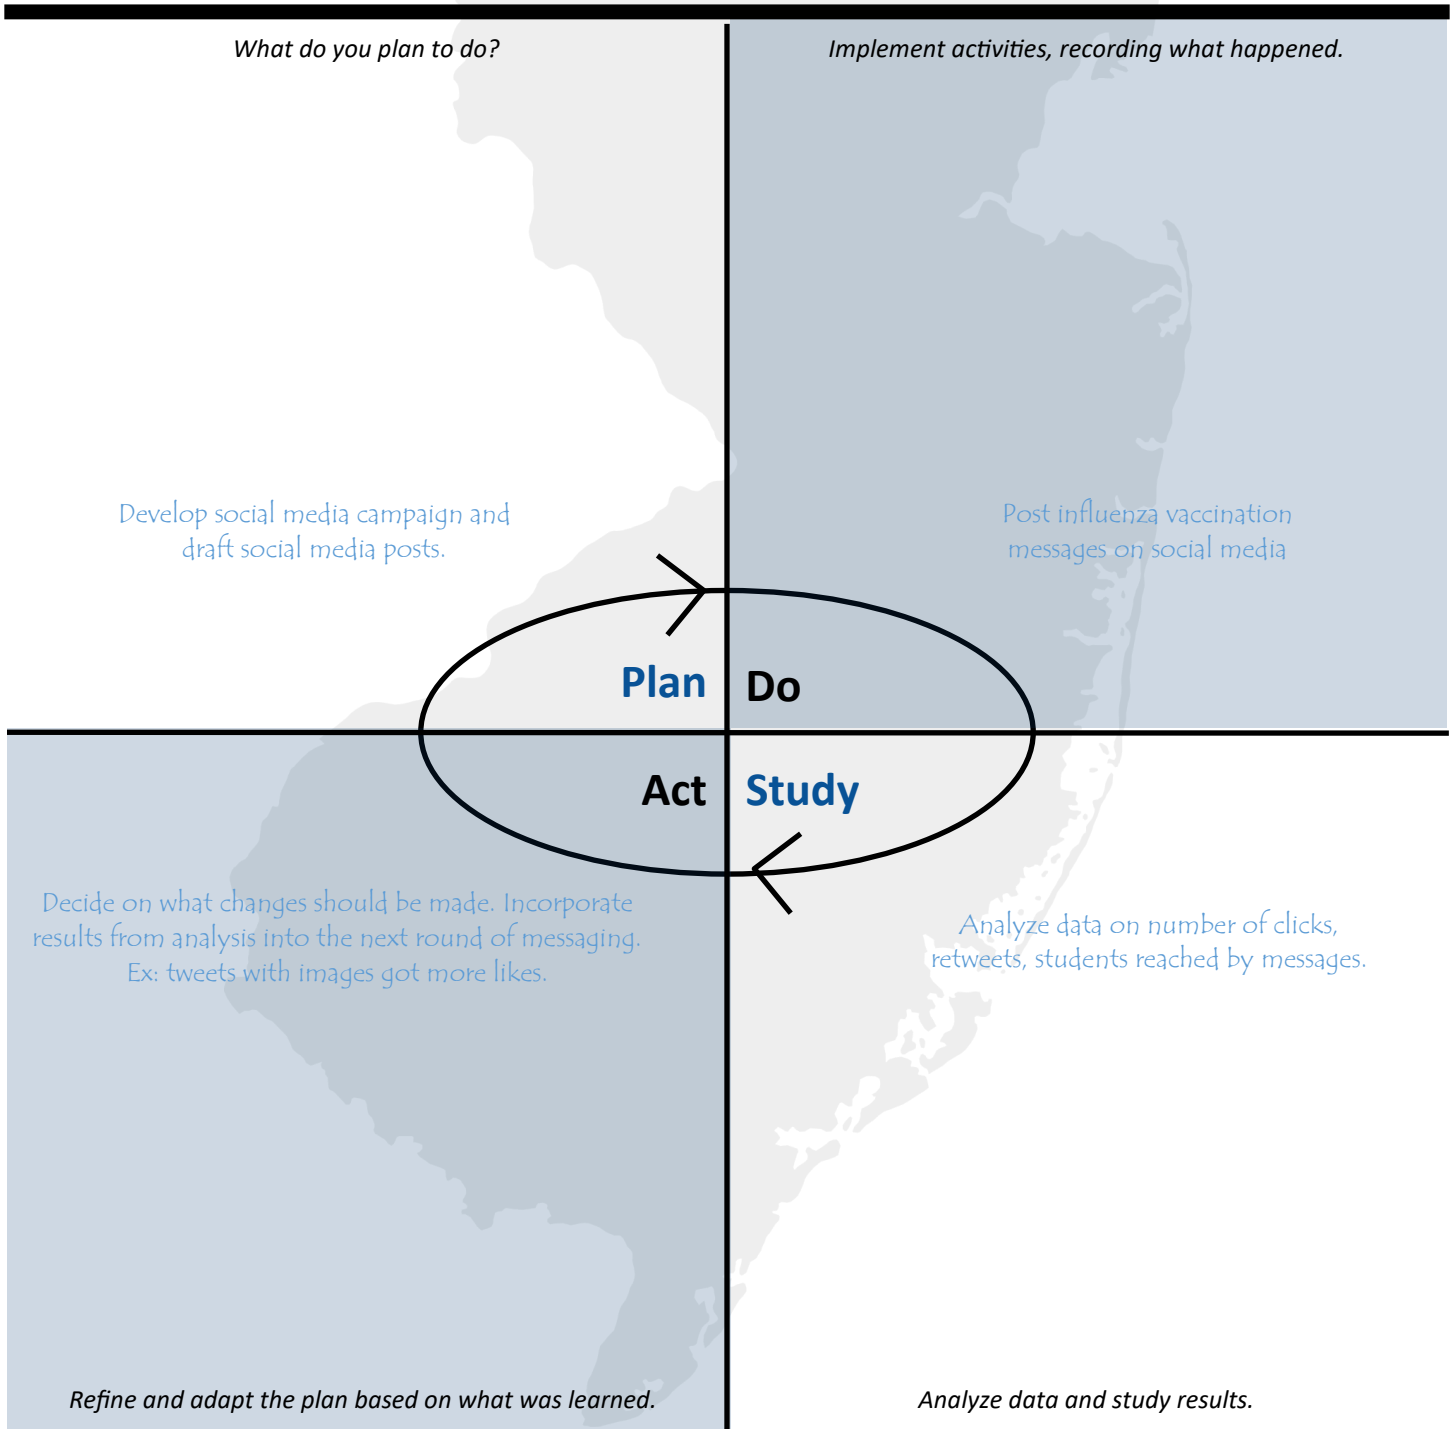 What do you plan to do?
Implement activities, recording what happened.
Develop social media campaign and
draft social media posts.
Post influenza vaccination
messages on social media
Plan
Do
Act
Study
Decide on what changes should be made. Incorporate
results from analysis into the next round of messaging.
Ex: tweets with images got more likes.
Analyze data on number of clicks,
retweets, students reached by messages.
Refine and adapt the plan based on what was learned.
Analyze data and study results.